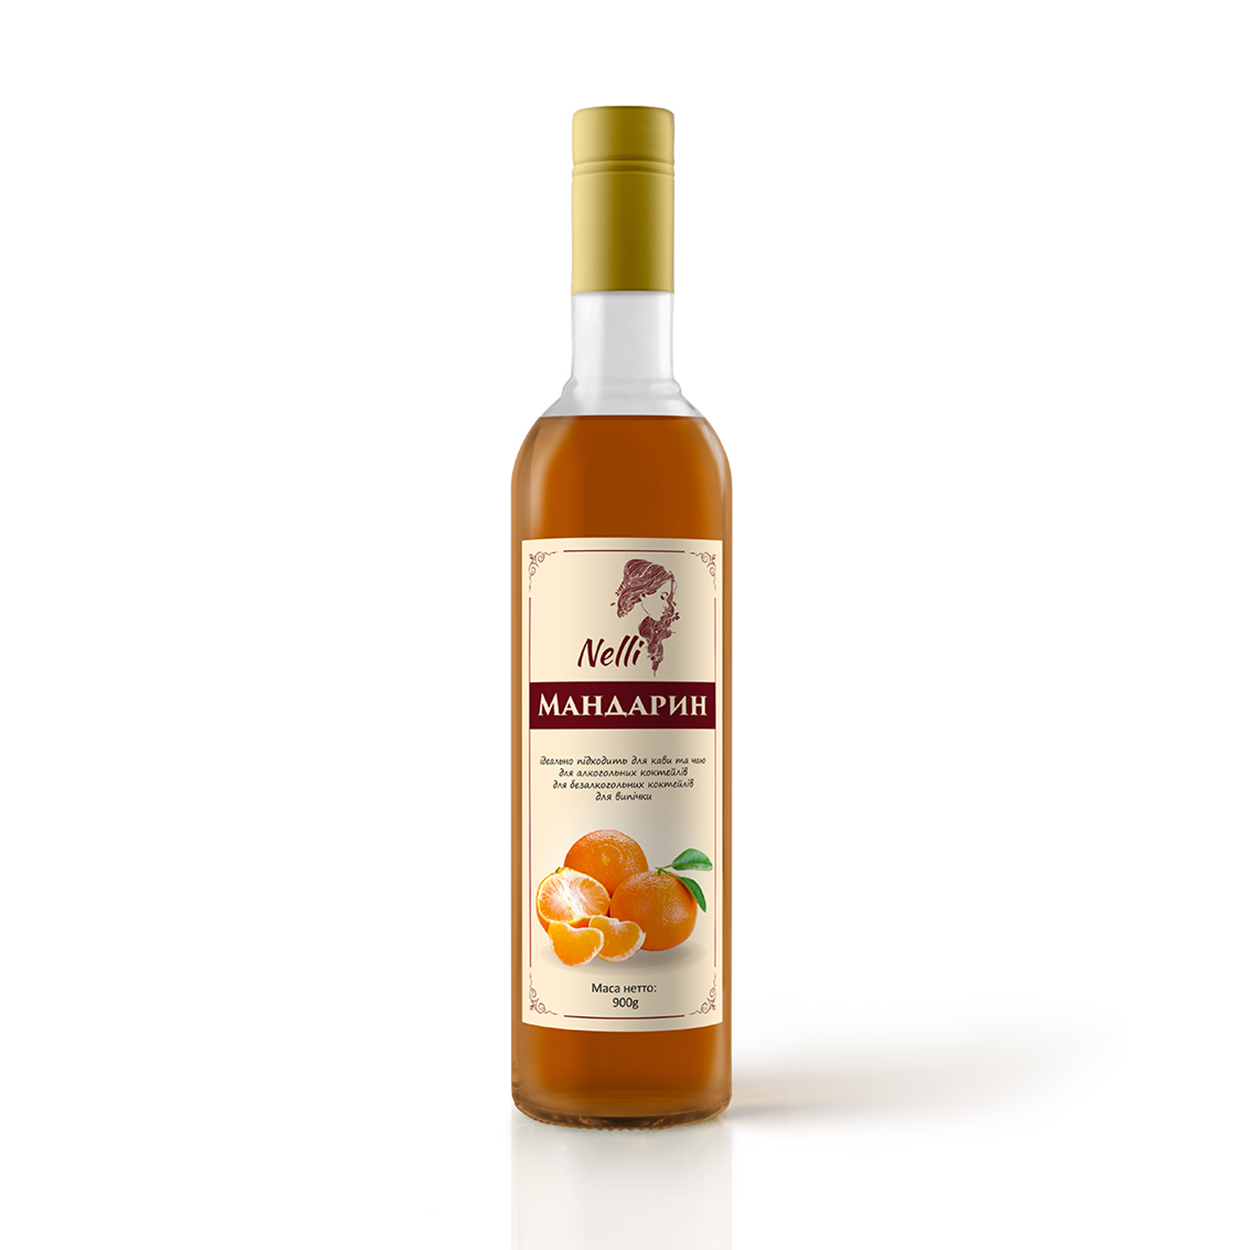 Nelli
МАНДАРИН
ідеально підходить для кави та чаю
для алкогольних коктейлів
для безалкогольних коктейлів
для випічки
Маса нетто:
900g